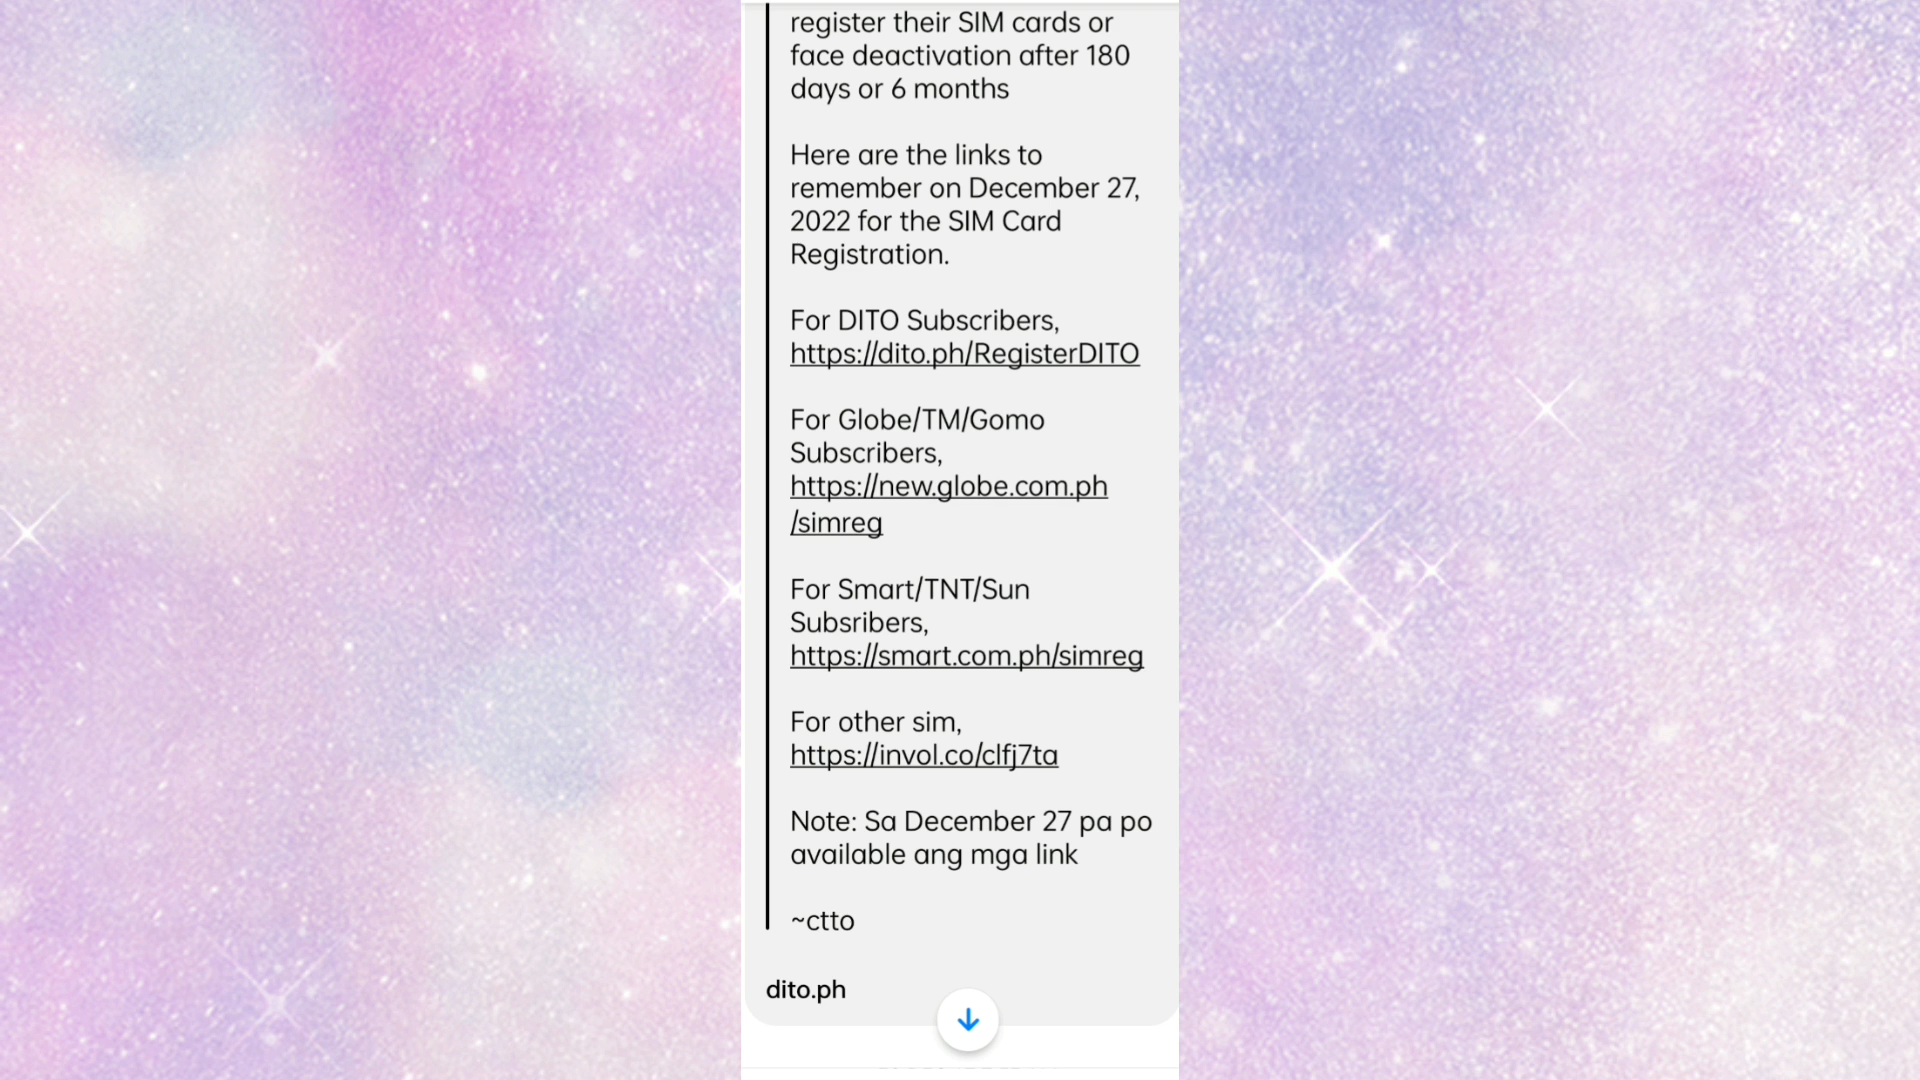 register their SIM cards or
face deactivation after 180
days or 6 months
Here are the links to
remember on December 27,
2022 for the SIM Card
Registration.
For DITO Subscribers,
https://dito.ph/RegisterDITO
For Globe/TM/Gomo
Subscribers,
https://new.globe.com.ph
/simreg
For Smart/TNT/Sun
Subsribers,
https://smart.com.ph/simreg
For other sim,
https://invol.co/clfj7ta
Note: Sa December 27 pa po
available ang mga link
~ctto
dito.ph